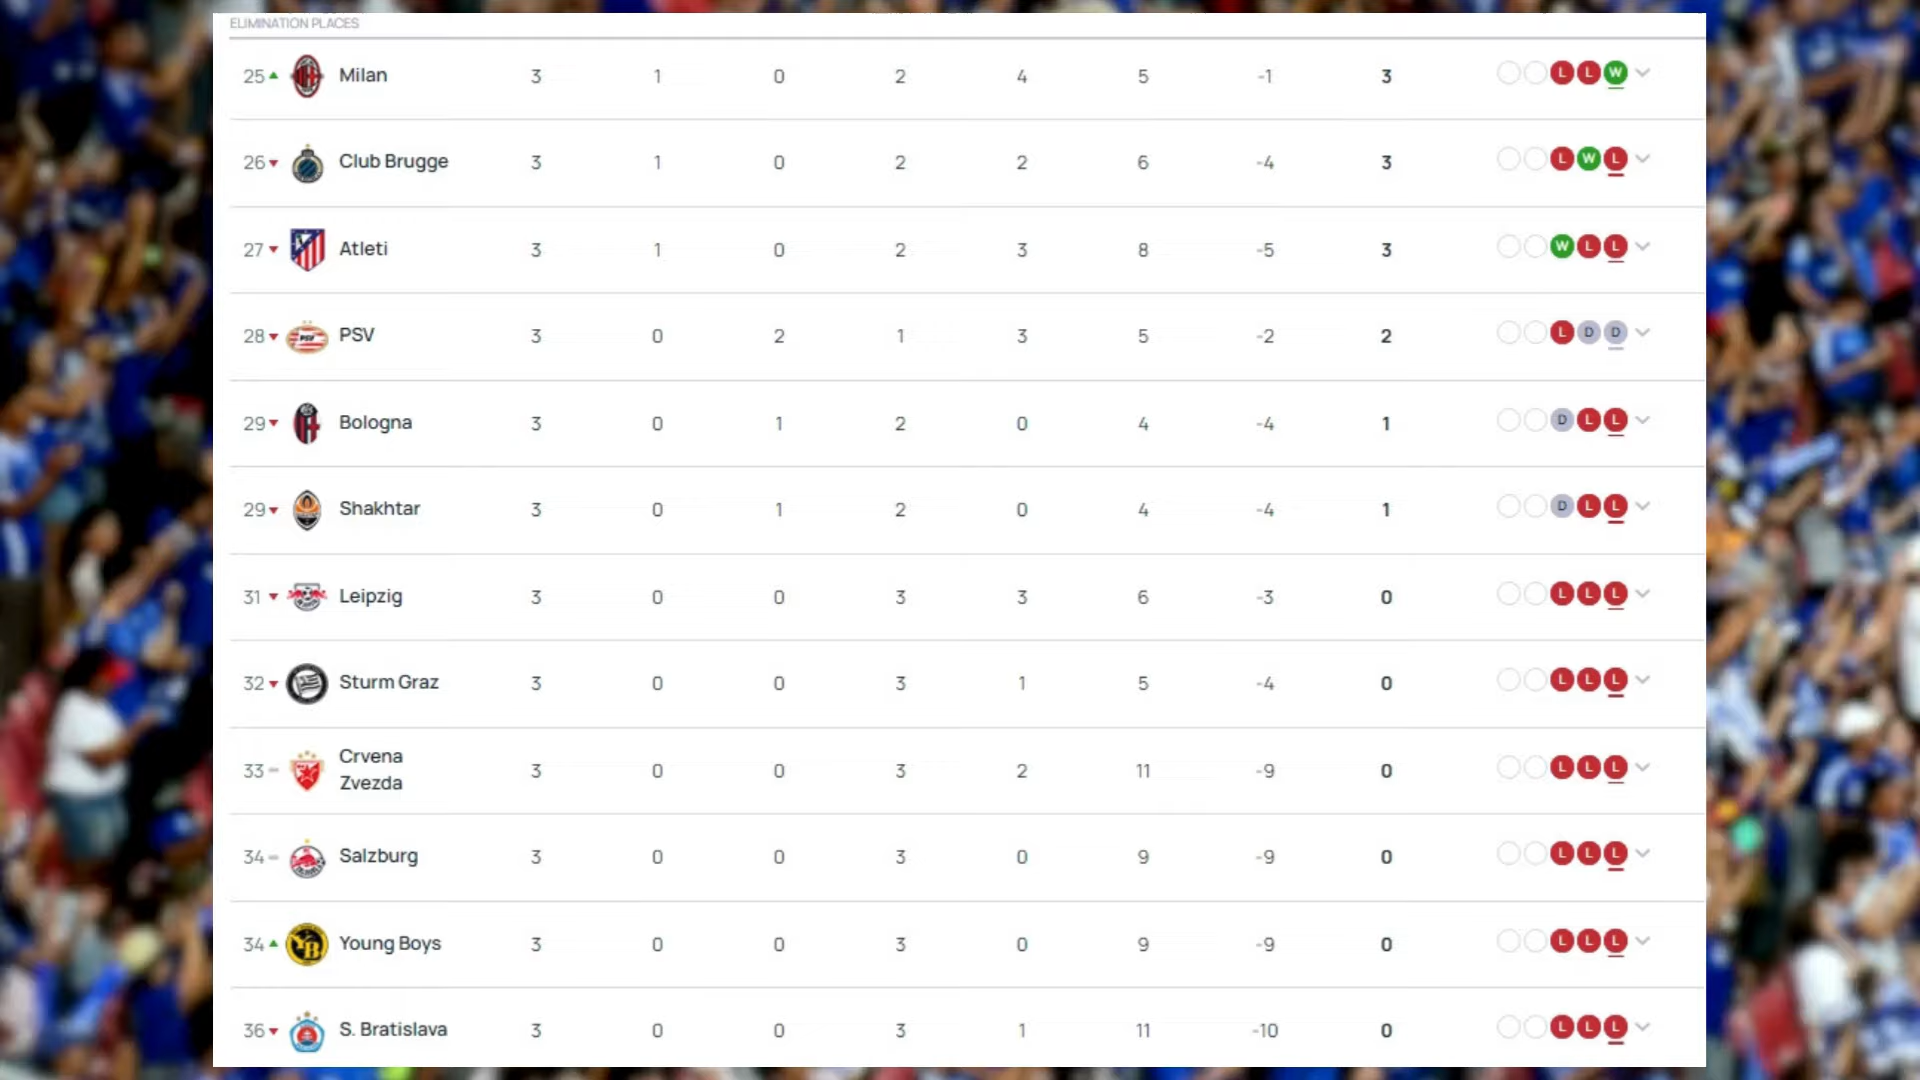 ELIMINATION PLACES
25 Milan 3 1 0 2 4 5 -1 3 L L W
26 Club Brugge 3 1 0 2 2 6 -4 3 L W L
27 Atleti 3 1 0 2 3 8 -5 3 W L L
28 PSV PSV 3 0 2 1 3 5 -2 2 L D D
29 Bologna 3 0 1 2 0 4 -4 1 D L L
29 Shakhtar 3 0 1 2 0 4 -4 1 D L L
31 Leipzig 3 0 0 3 3 6 -3 0 L L L
32 Sturm Graz 3 0 0 3 1 5 -4 0 L L L
33 Crvena
Zvezda 3 0 0 3 2 11 -9 0 L L L
34 Salzburg 3 0 0 3 0 9 -9 0 L L L
34 YB Young Boys 3 0 0 3 0 9 -9 0 L L L
36 S. Bratislava 3 0 0 3 1 11 -10 0 L L L